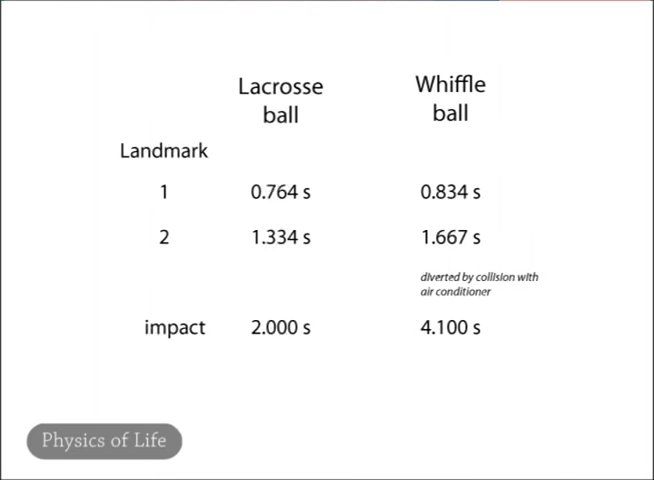 Lacrosse Whiffle
ball ball
Landmark
1 0.764 s 0.834 s
2 1.334 s 1.667 s
diverted by collision with
air conditioner
impact 2.000 s 4.100 s
Physics of Life